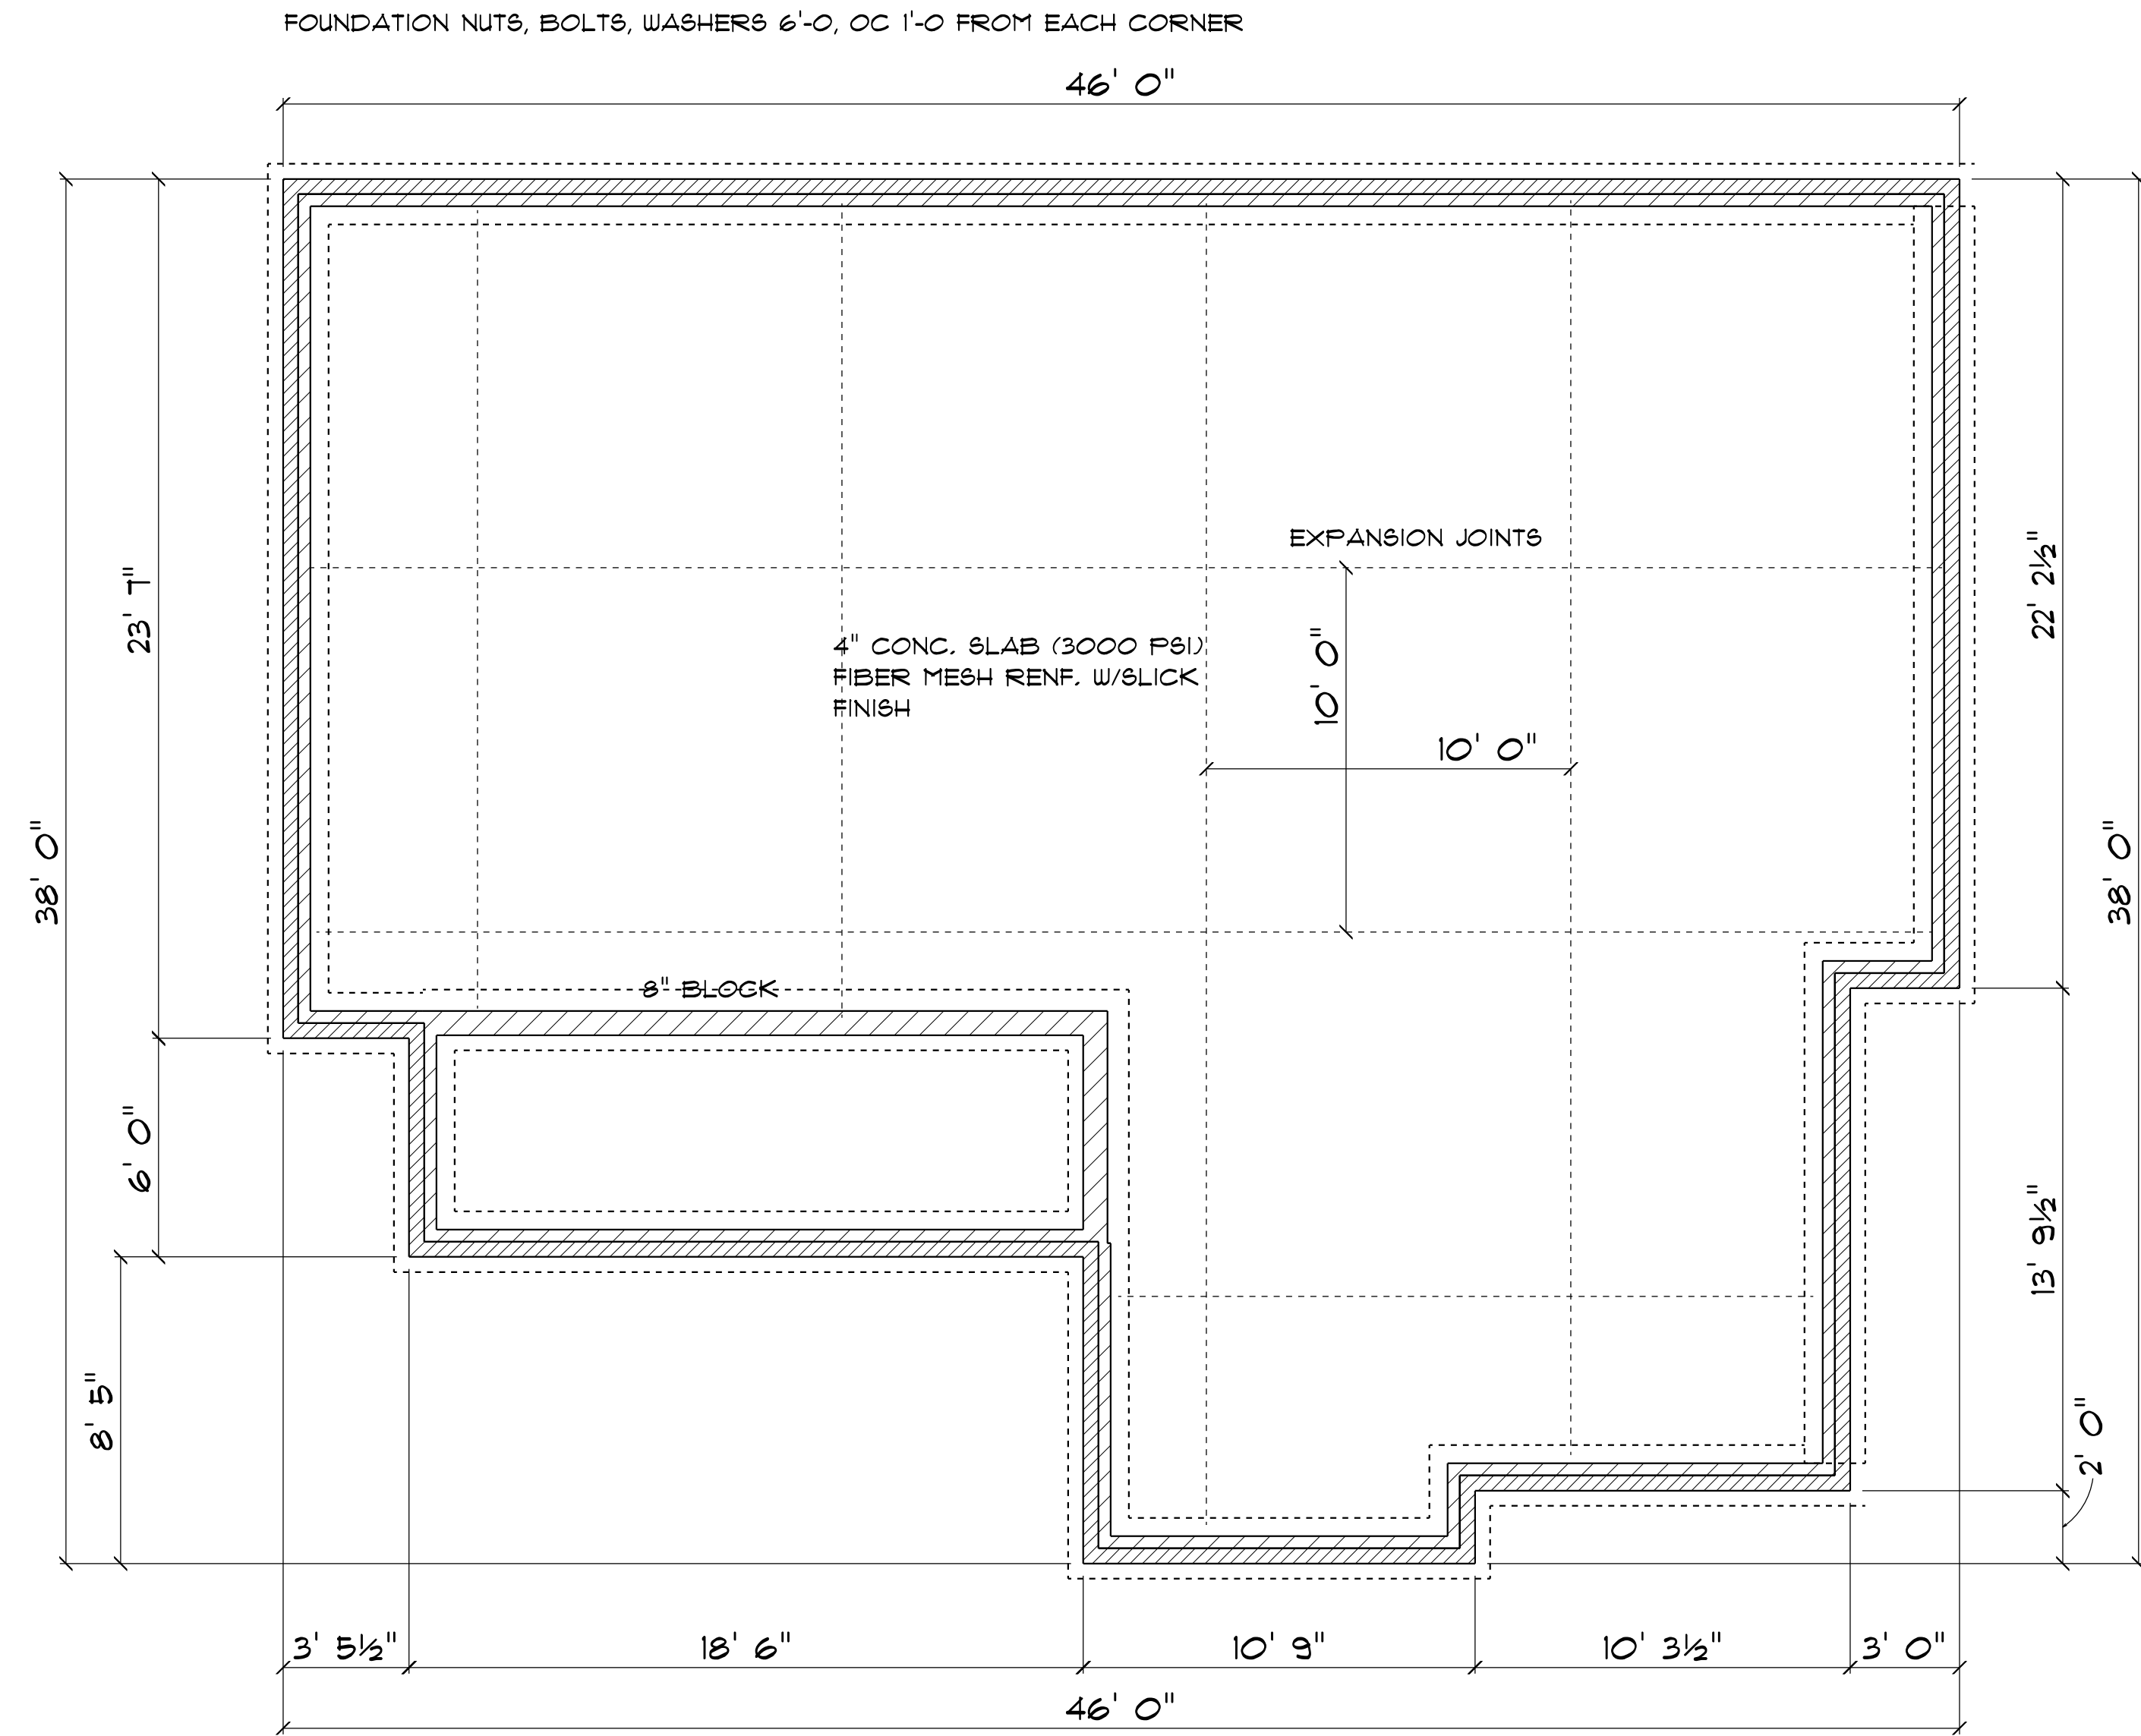 FOUNDATION NUTS, BOLTS, WASHERS 6'-0, OC 1'-0 FROM EACH CORNER
46' 0"
EXPANSION JOINTS
23' 7"
22' 2½"
4" CONC. SLAB (3000 PSI)
FIBER MESH RENF. W/SLICK
FINISH
10' 0"
10' 0"
38' 0"
38' 0"
8" BLOCK
6' 0"
13' 9½"
8' 5"
2' 0"
3' 5½"
18' 6"
10' 9"
10' 3½"
3' 0"
46' 0"